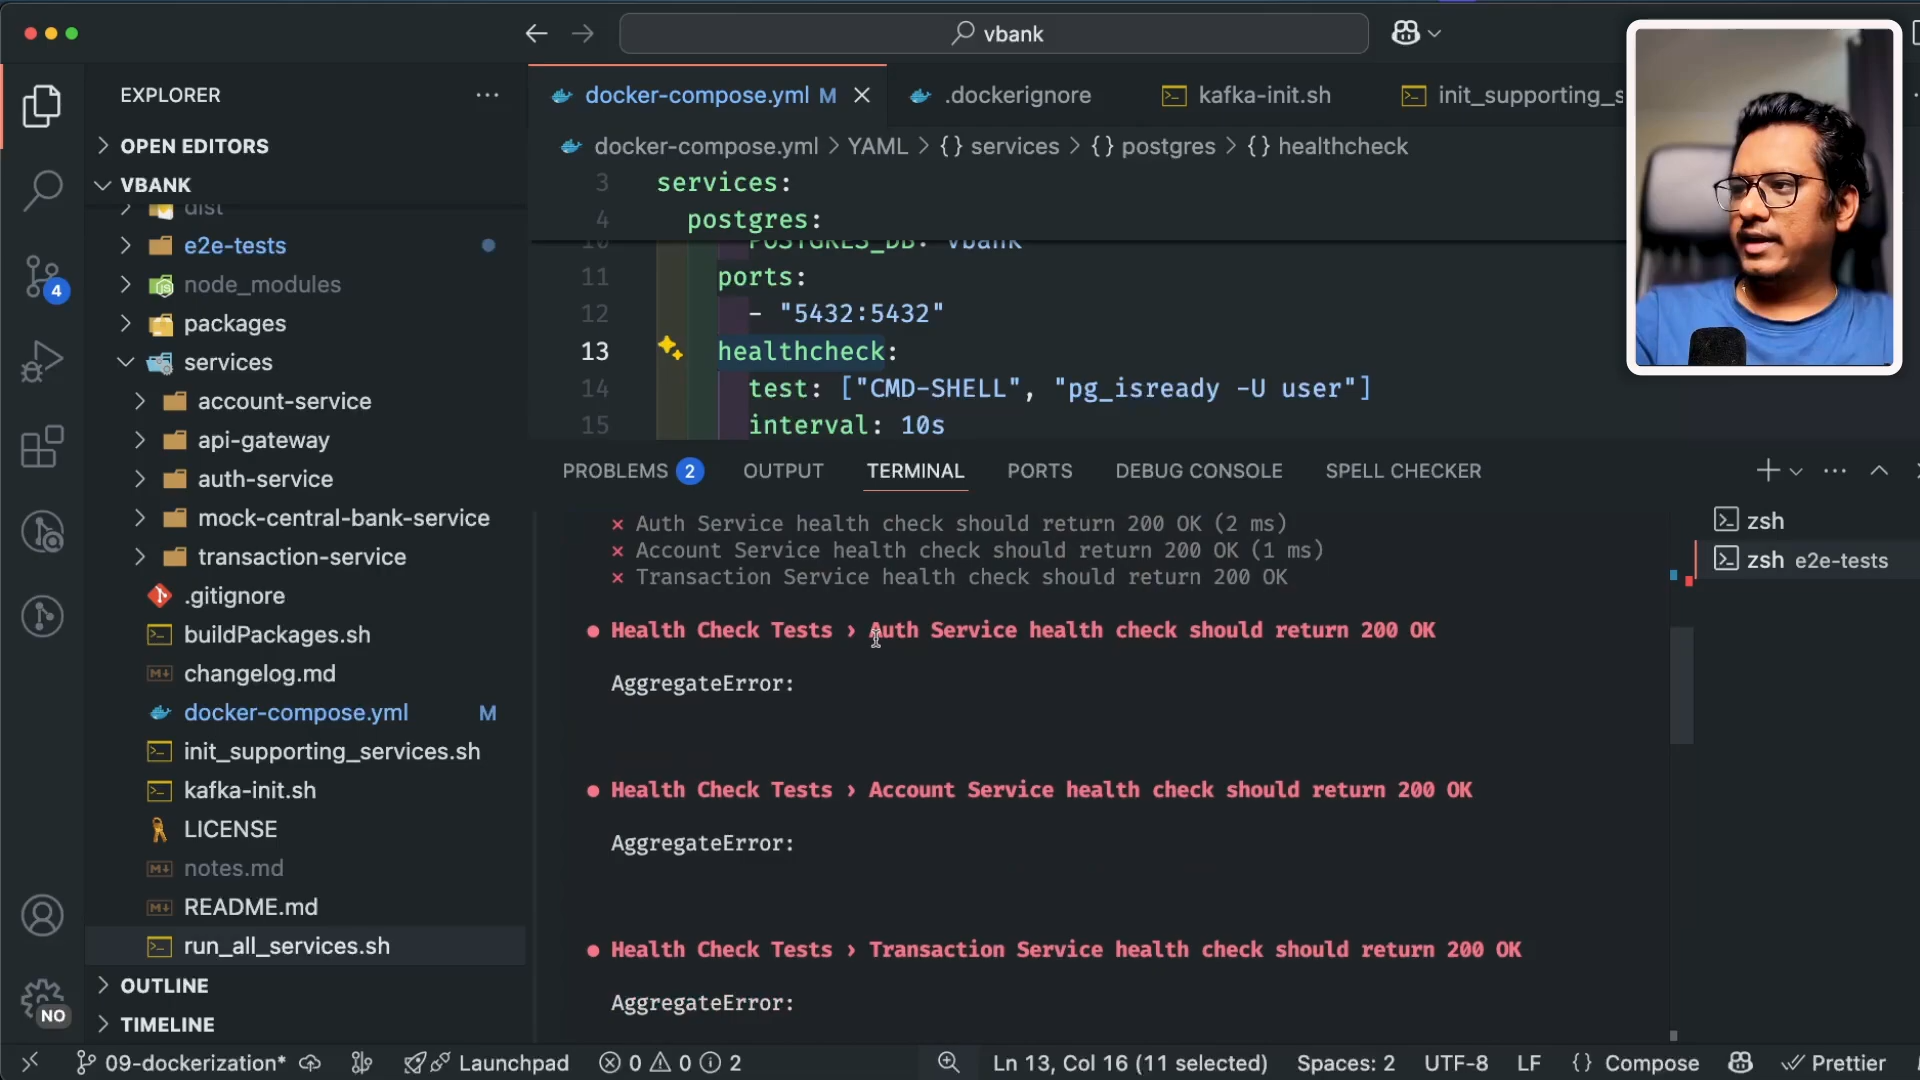 vbank
EXPLORER
OPEN EDITORS
VBANK
dist
e2e-tests
node_modules
packages
services
account-service
api-gateway
auth-service
mock-central-bank-service
transaction-service
.gitignore
buildPackages.sh
changelog.md
docker-compose.yml M
init_supporting_services.sh
kafka-init.sh
LICENSE
notes.md
README.md
run_all_services.sh
OUTLINE
TIMELINE
4
NO
docker-compose.yml M
.dockerignore
kafka-init.sh
init_supporting_s
docker-compose.yml > YAML > {} services > {} postgres > {} healthcheck
3 services:
4 postgres:
10 POSTGRES_DB: vbank
11 ports:
12 - "5432:5432"
13 healthcheck:
14 test: ["CMD-SHELL", "pg_isready -U user"]
15 interval: 10s
PROBLEMS 2 OUTPUT TERMINAL PORTS DEBUG CONSOLE SPELL CHECKER
zsh
zsh e2e-tests
× Auth Service health check should return 200 OK (2 ms)
× Account Service health check should return 200 OK (1 ms)
× Transaction Service health check should return 200 OK
● Health Check Tests › Auth Service health check should return 200 OK
AggregateError:
● Health Check Tests › Account Service health check should return 200 OK
AggregateError:
● Health Check Tests › Transaction Service health check should return 200 OK
AggregateError:
09-dockerization* Launchpad 0 0 2 Ln 13, Col 16 (11 selected) Spaces: 2 UTF-8 LF {} Compose Prettier